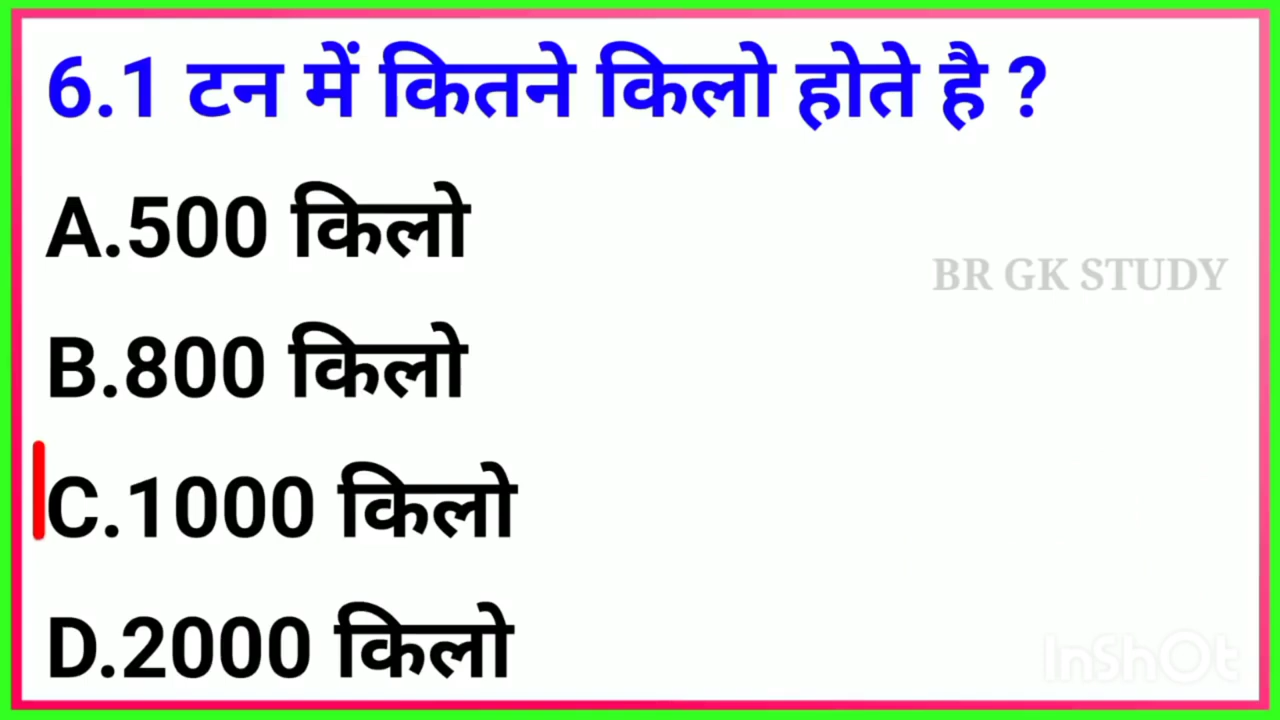 6.1 टन में कितने किलो होते है ?
A.500 किलो
BR GK STUDY
B.800 किलो
C.1000 किलो
D.2000 किलो
InShOt